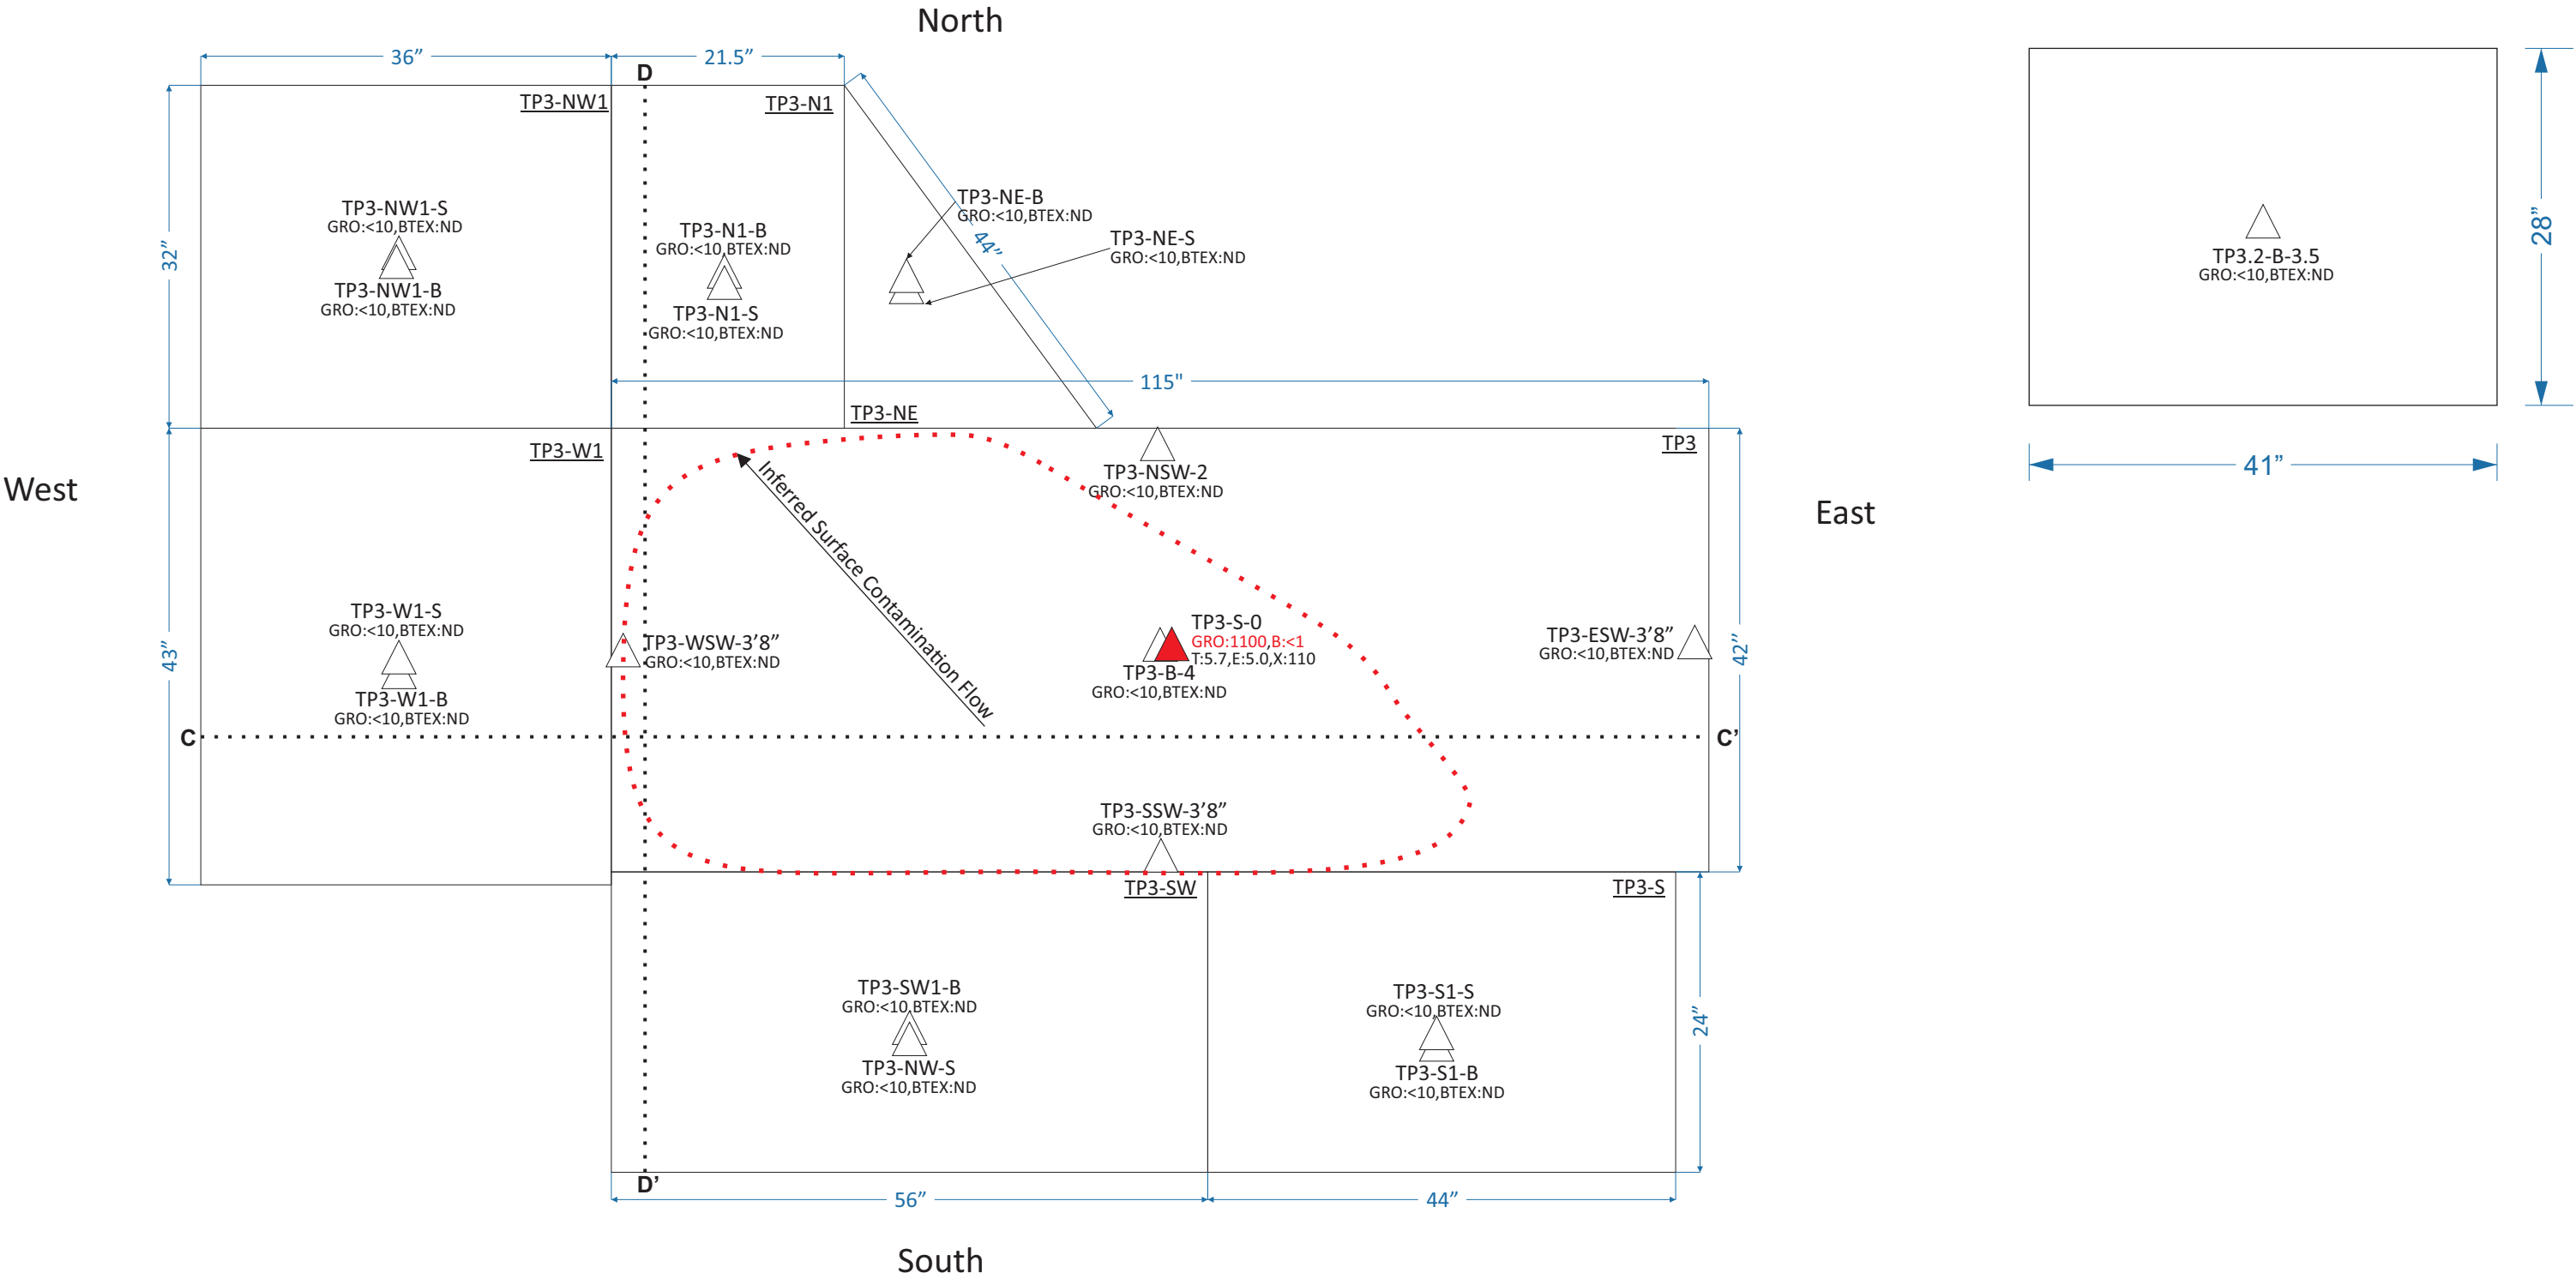 North
36”
21.5”
D
TP3-NW1
TP3-N1
TP3-NW1-S
GRO:<10,BTEX:ND
TP3-NW1-B
GRO:<10,BTEX:ND
32”
TP3-N1-B
GRO:<10,BTEX:ND
TP3-N1-S
GRO:<10,BTEX:ND
TP3-NE-B
GRO:<10,BTEX:ND
44”
TP3-NE-S
GRO:<10,BTEX:ND
TP3.2-B-3.5
GRO:<10,BTEX:ND
28”
41”
115"
TP3-NE
TP3-W1
TP3
West
East
TP3-NSW-2
GRO:<10,BTEX:ND
Inferred Surface Contamination Flow
TP3-W1-S
GRO:<10,BTEX:ND
TP3-W1-B
GRO:<10,BTEX:ND
43”
TP3-WSW-3’8”
GRO:<10,BTEX:ND
TP3-S-0
GRO:1100,B:<1
T:5.7,E:5.0,X:110
TP3-B-4
GRO:<10,BTEX:ND
TP3-ESW-3’8”
GRO:<10,BTEX:ND
42”
C
C’
TP3-SSW-3’8”
GRO:<10,BTEX:ND
TP3-SW
TP3-S
TP3-SW1-B
GRO:<10,BTEX:ND
TP3-NW-S
GRO:<10,BTEX:ND
TP3-S1-S
GRO:<10,BTEX:ND
TP3-S1-B
GRO:<10,BTEX:ND
24”
D’
56”
44”
South